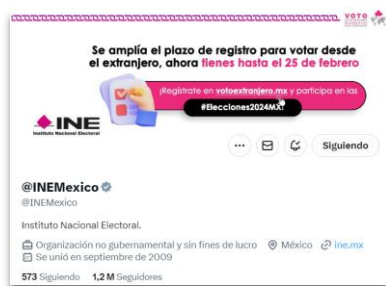 VOTO
Se amplía el plazo de registro para votar desde
el extranjero, ahora tienes hasta el 25 de febrero
¡Regístrate en votoextranjero.mx y participa en las
#Elecciones2024MX!
INE
Instituto Nacional Electoral
Siguiendo
@INEMexico
@INEMexico
Instituto Nacional Electoral.
Organización no gubernamental y sin fines de lucro México ine.mx
Se unió en septiembre de 2009
573 Siguiendo 1,2 M Seguidores